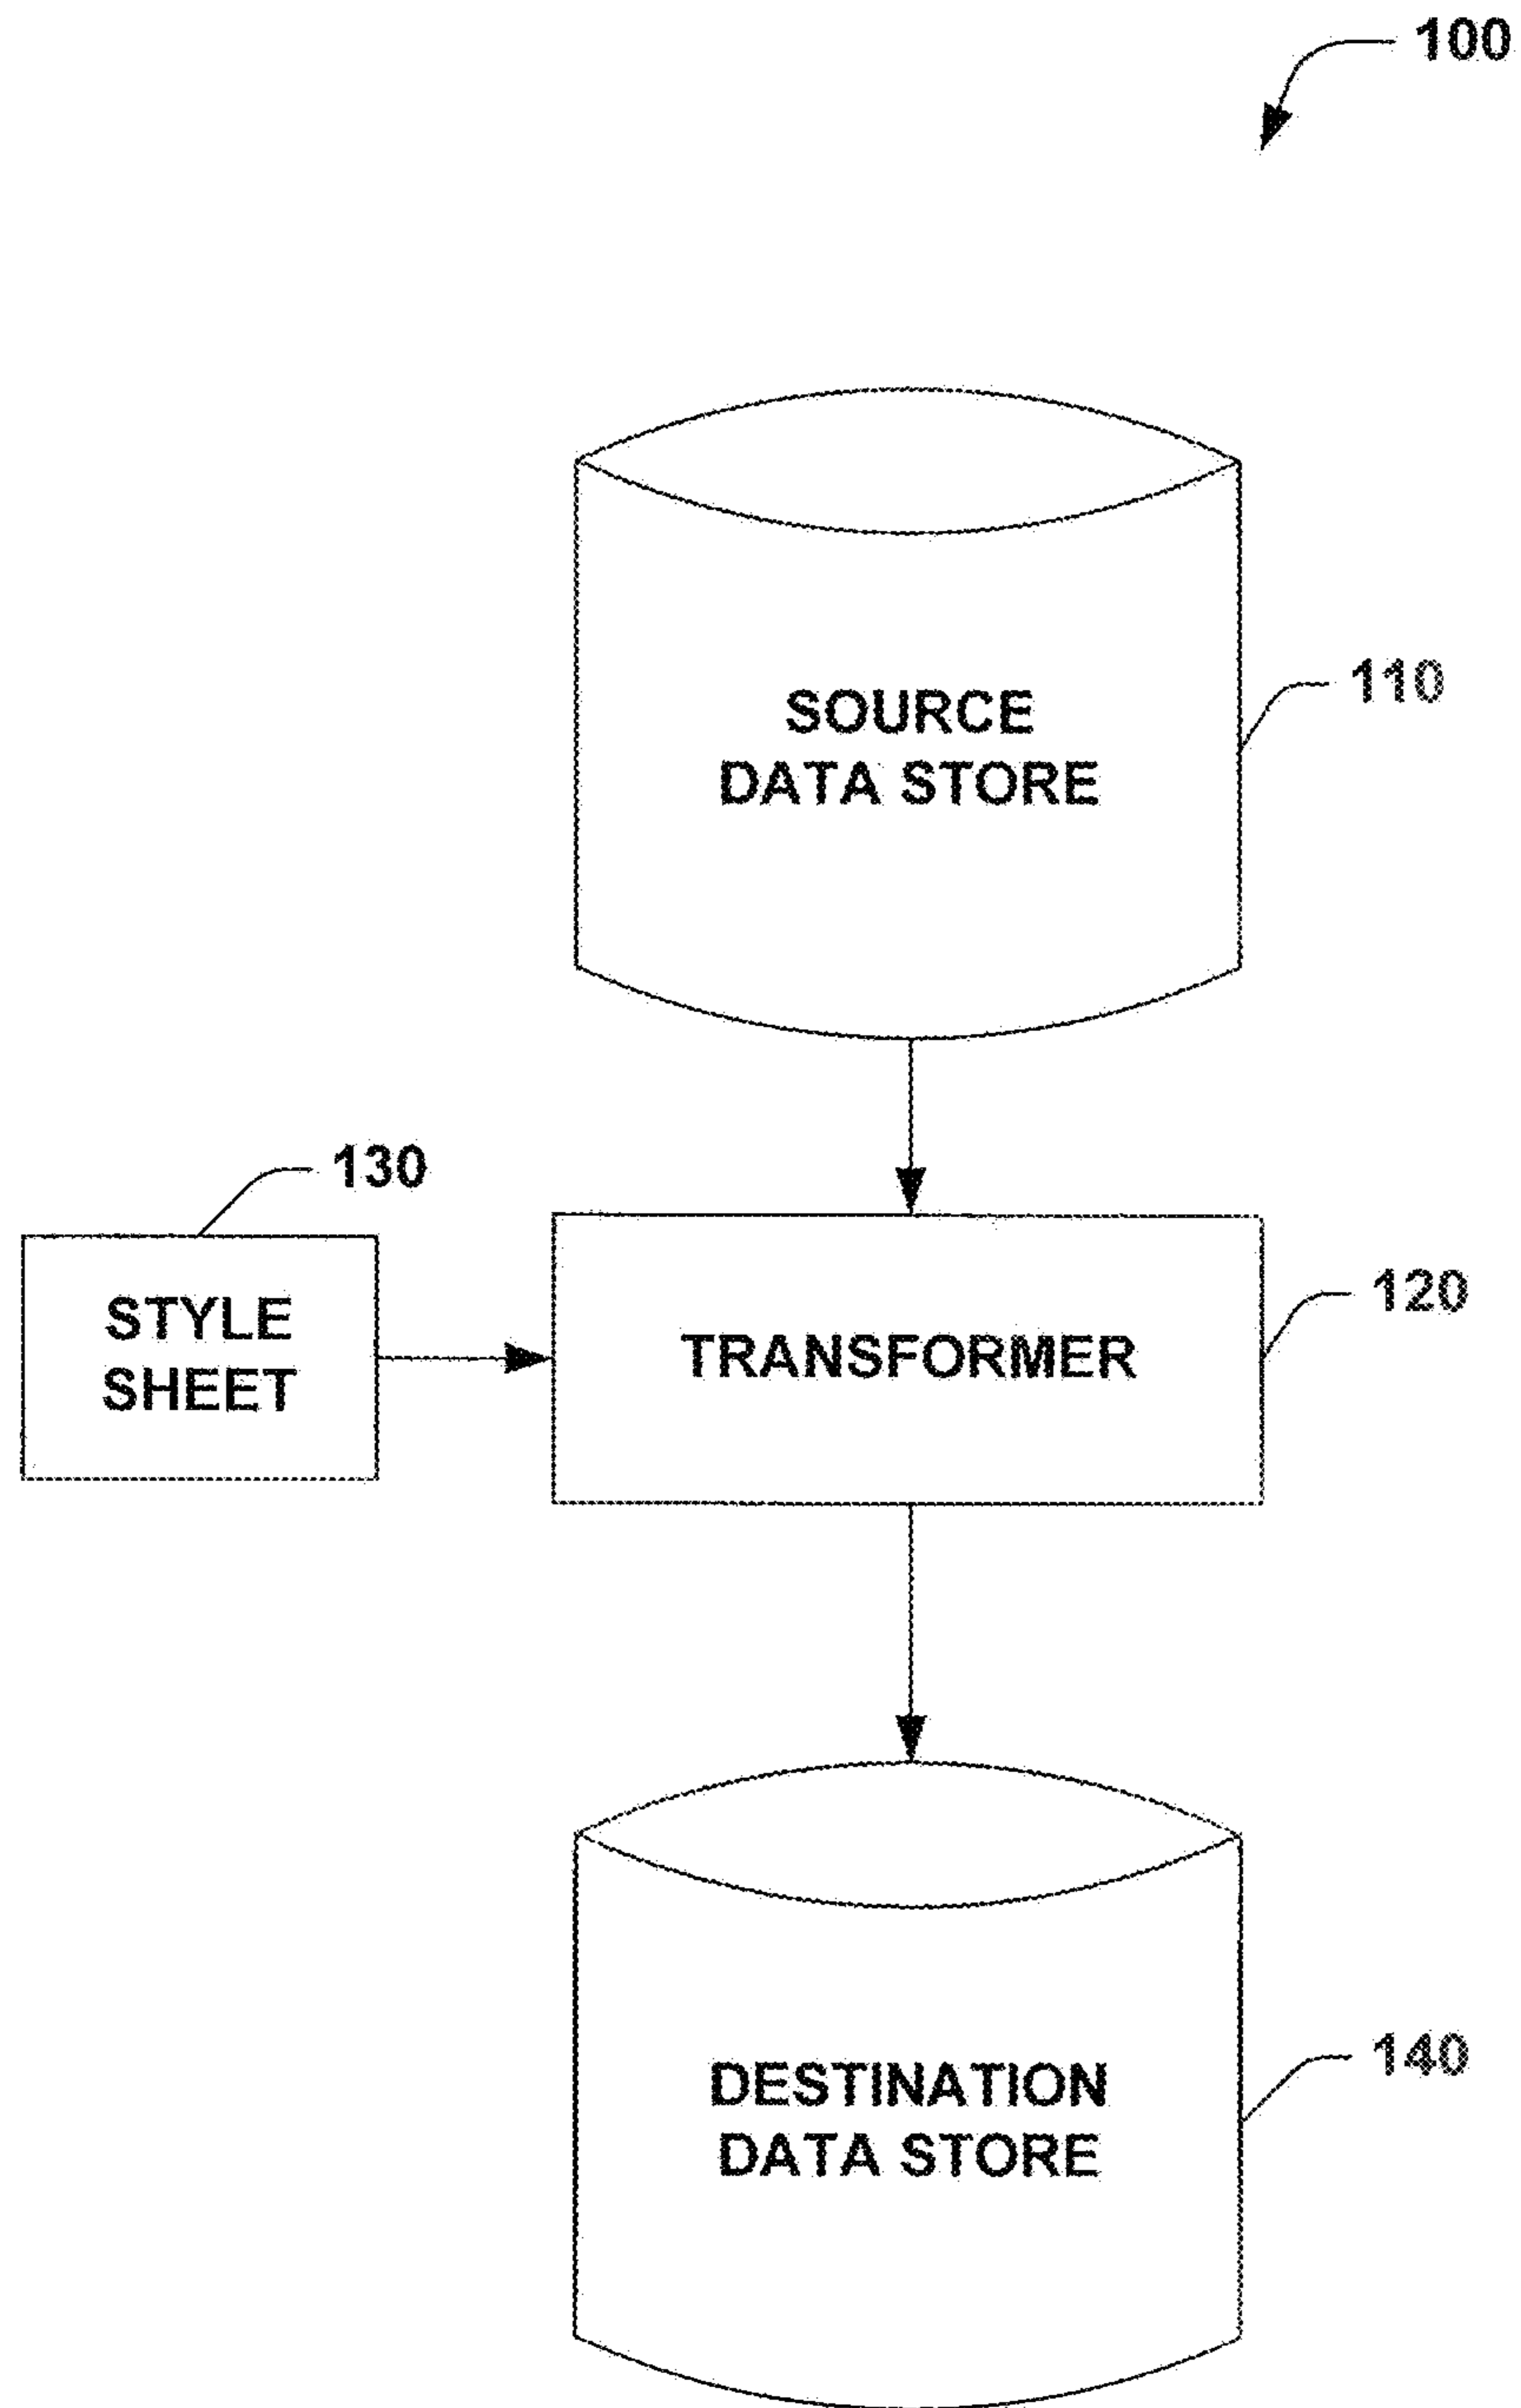 100
SOURCE
DATA STORE
110
130
STYLE
SHEET
TRANSFORMER
120
DESTINATION
DATA STORE
140